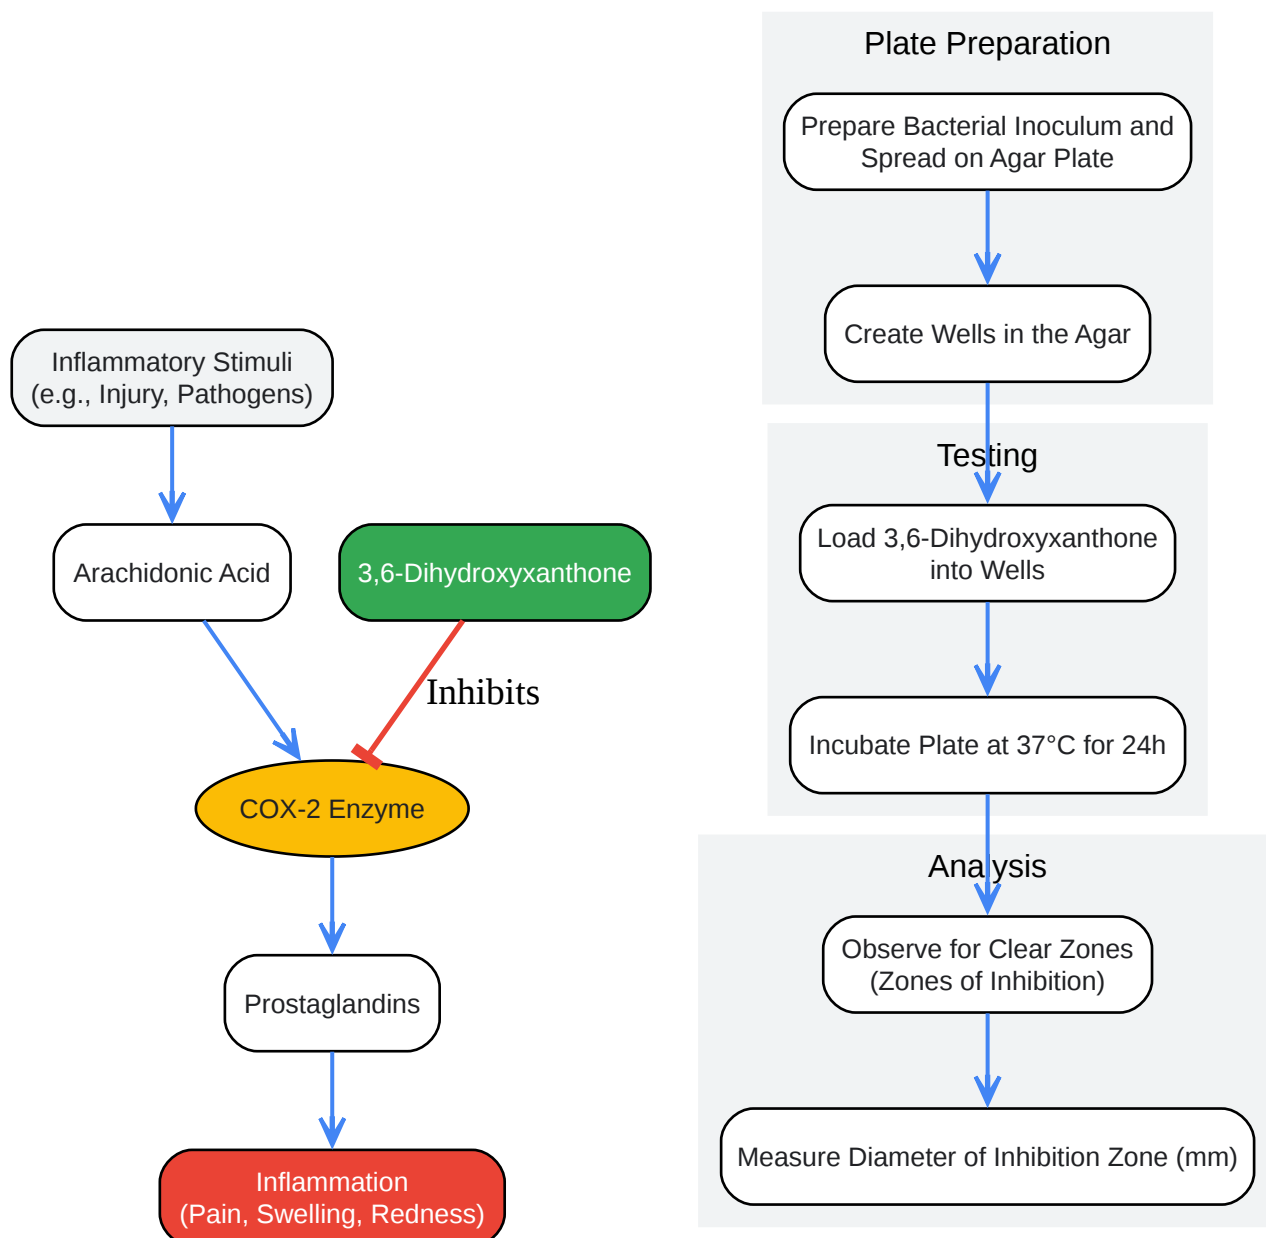 Inflammatory Stimuli
(e.g., Injury, Pathogens)
Arachidonic Acid
3,6-Dihydroxyxanthone
Inhibits
COX-2 Enzyme
Prostaglandins
Inflammation
(Pain, Swelling, Redness)
Plate Preparation
Prepare Bacterial Inoculum and
Spread on Agar Plate
Create Wells in the Agar
Testing
Load 3,6-Dihydroxyxanthone
into Wells
Incubate Plate at 37°C for 24h
Analysis
Observe for Clear Zones
(Zones of Inhibition)
Measure Diameter of Inhibition Zone (mm)